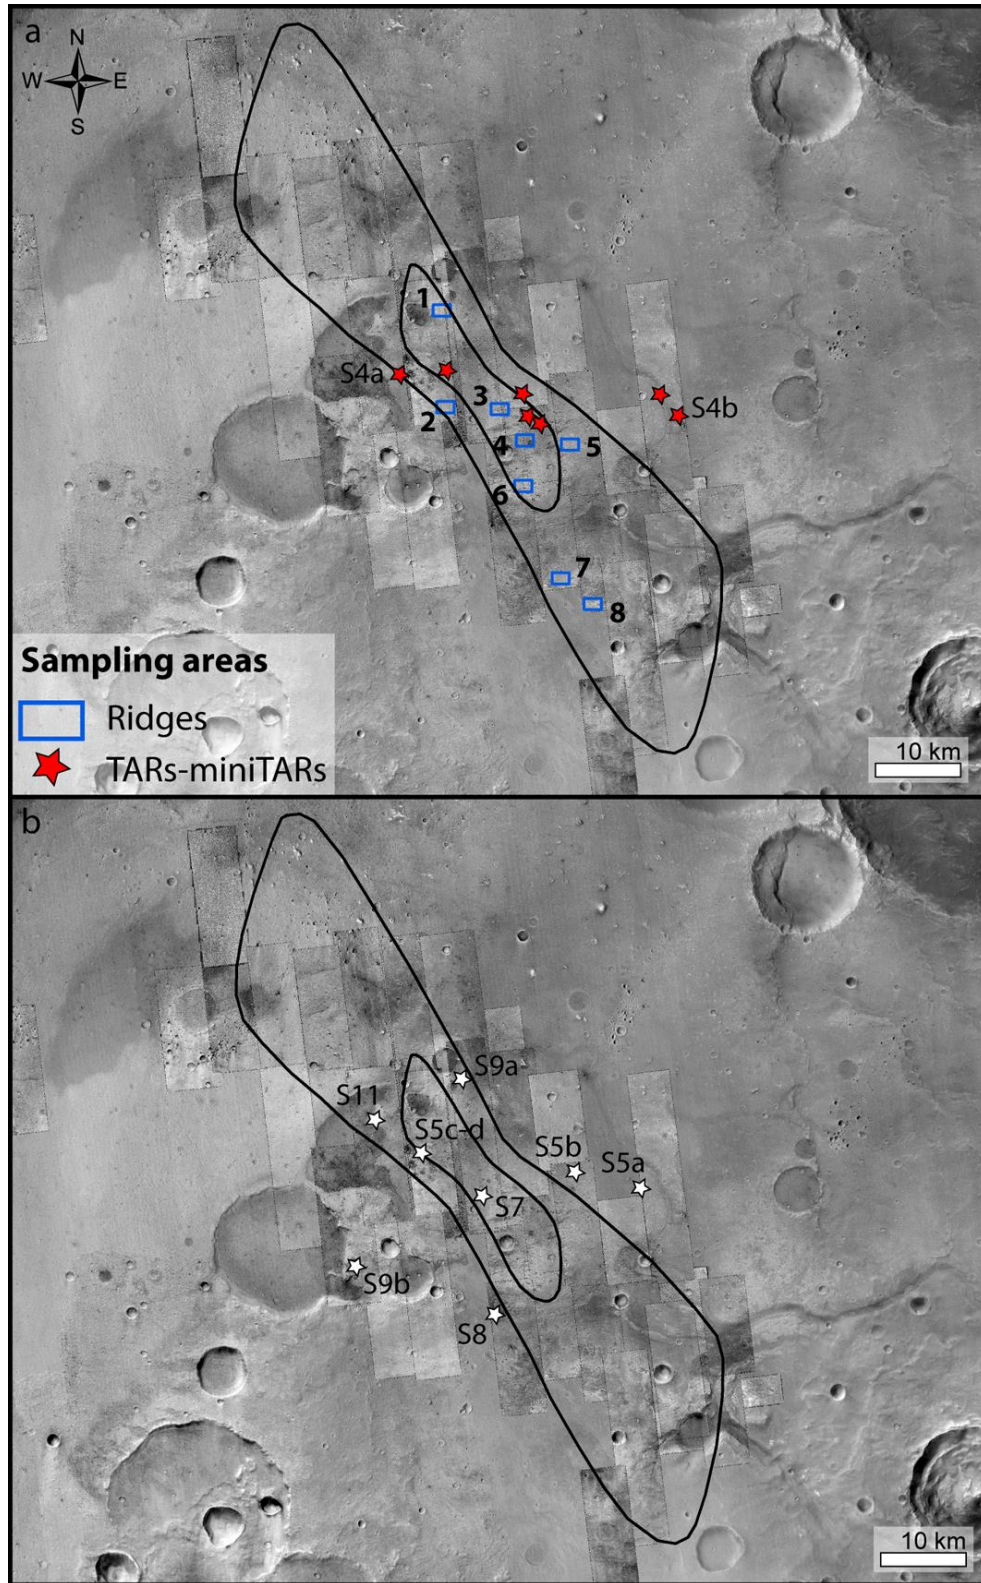 a
N
W E
S
1
S4a
3
2
S4b
4
5
6
7
8
Sampling areas
Ridges
TARs-miniTARs
10 km
b
S9a
S11
S5c-d
S5b
S5a
S7
S9b
S8
10 km